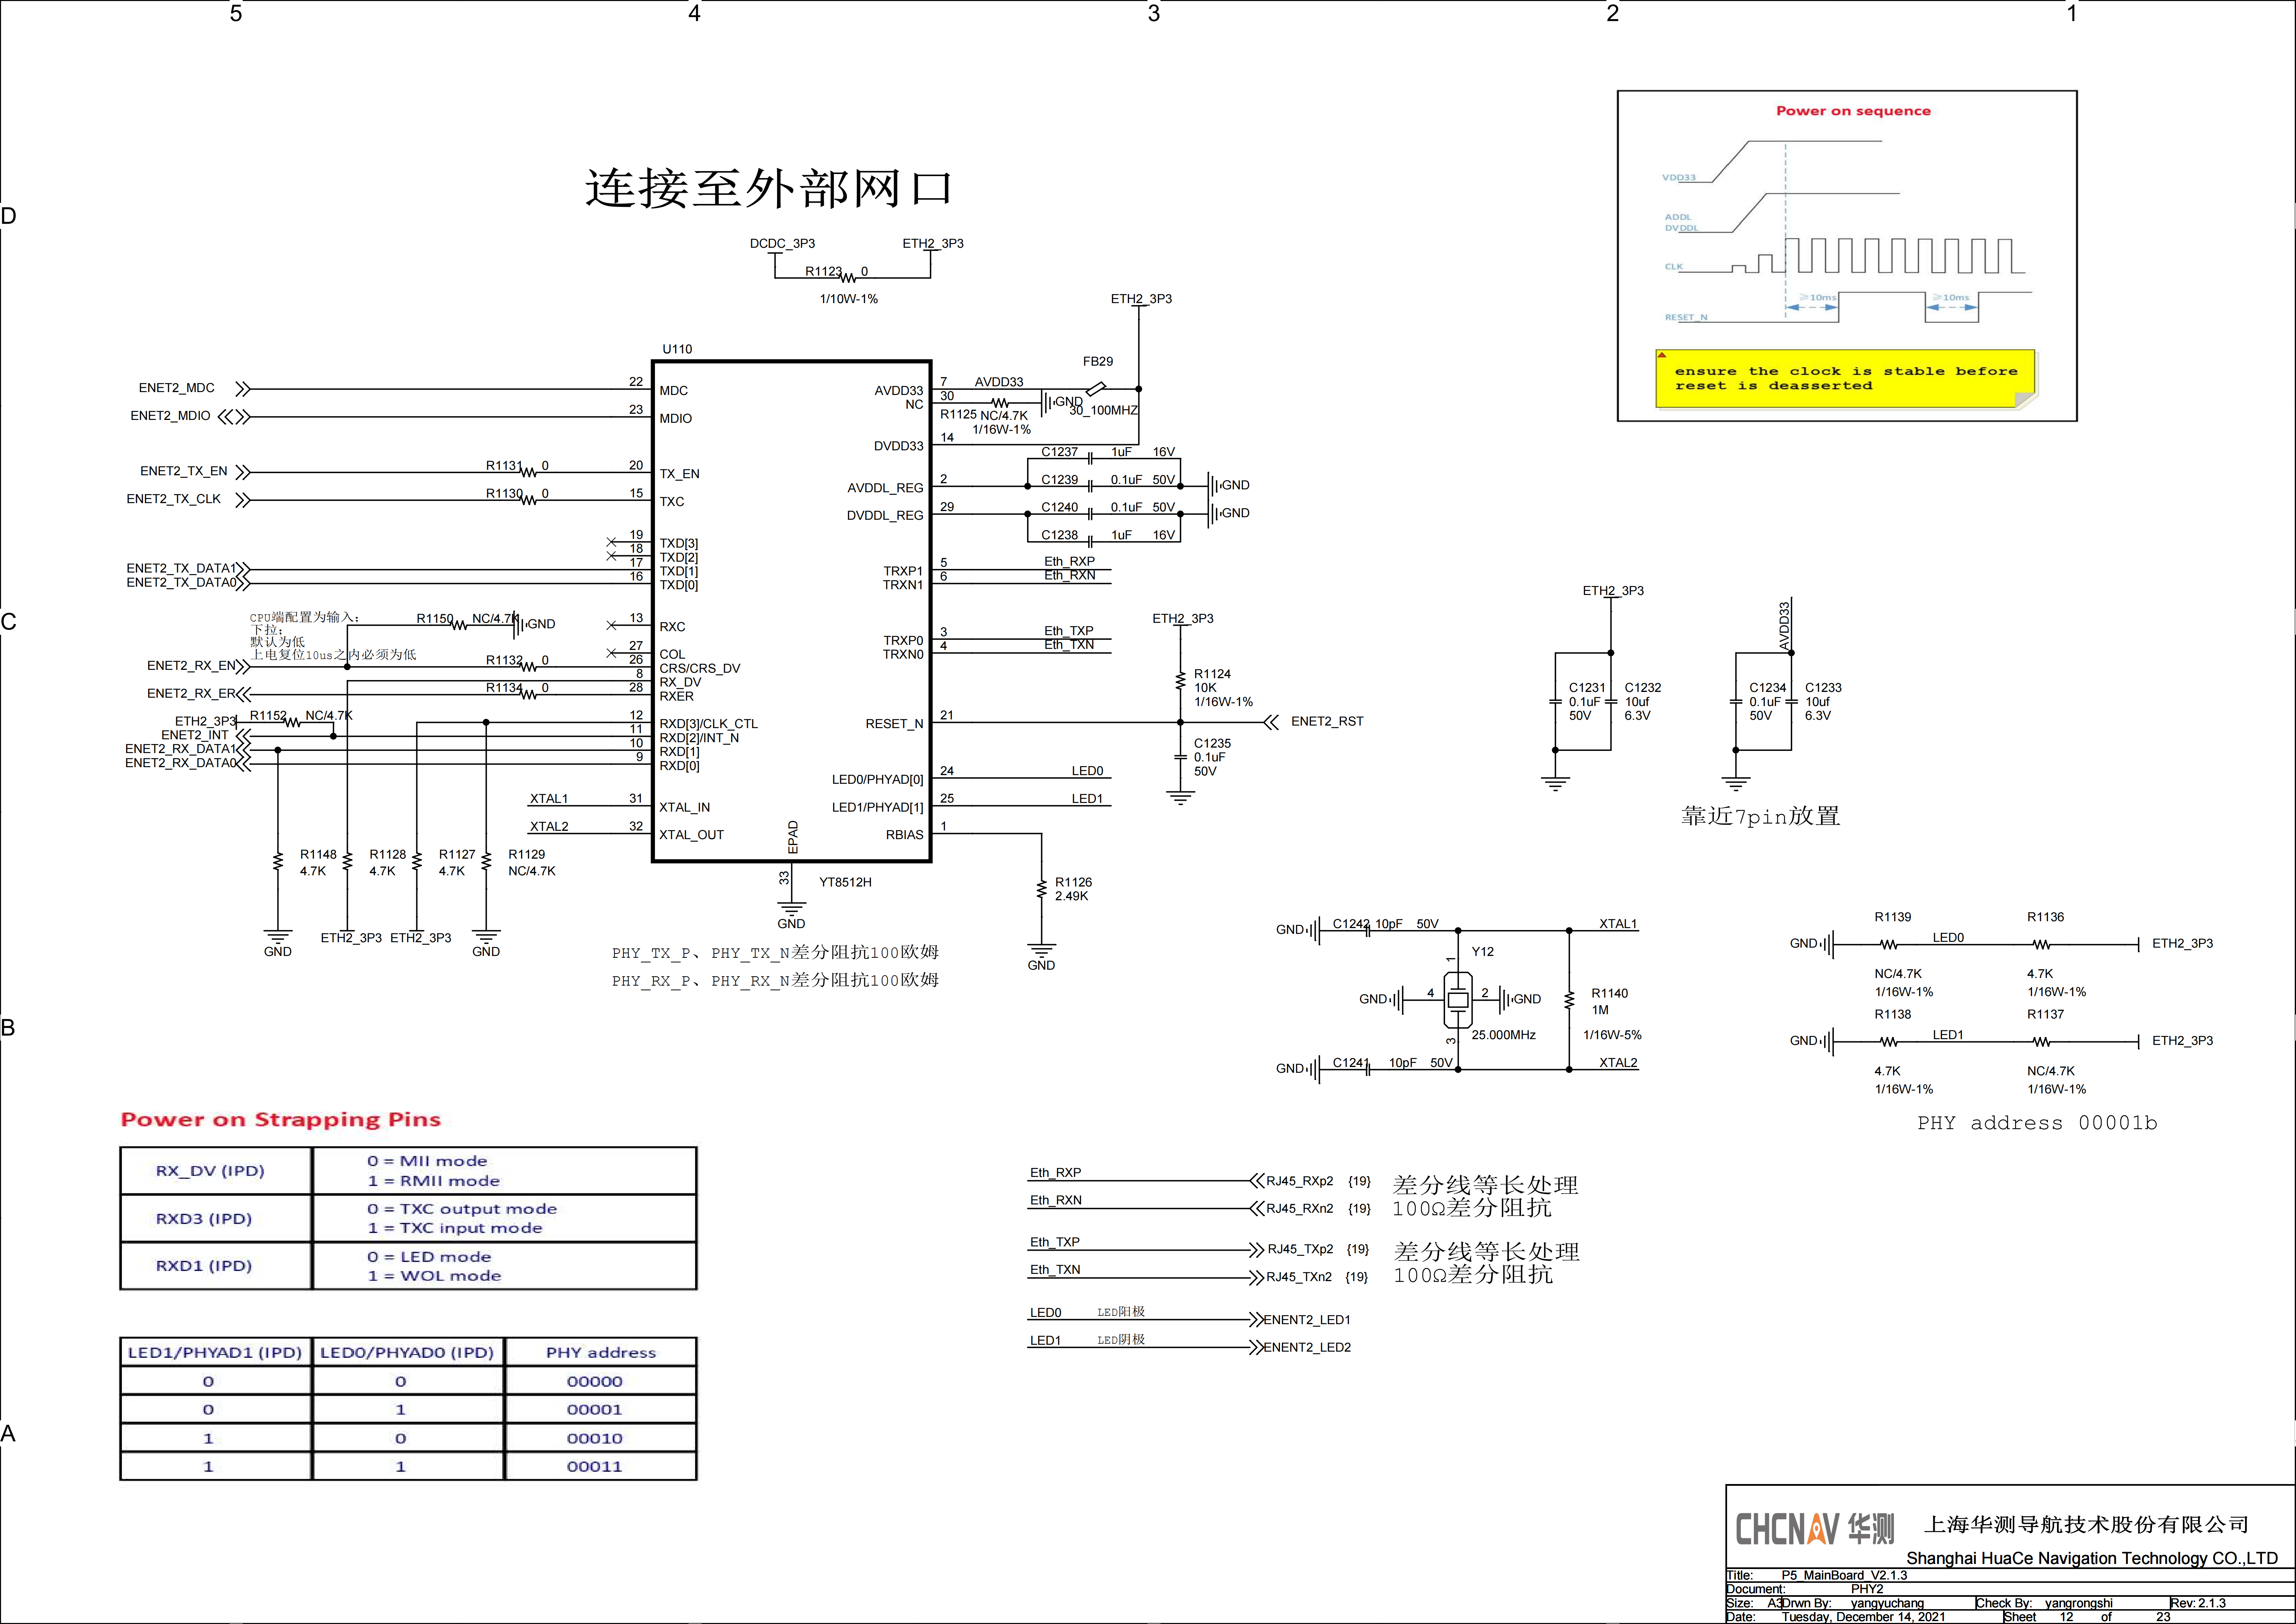 5 4 3 2 1
D
C
B
A
连接至外部网口
DCDC_3P3 ETH2_3P3
R1123 0
1/10W-1%
Power on sequence
VDD33
ADDL
DVDDL
CLK
≥10ms ≥10ms
RESET_N
ensure the clock is stable before
reset is deasserted
ETH2_3P3
U110
FB29
30_100MHZ
ENET2_MDC 22 MDC
ENET2_MDIO 23 MDIO
ENET2_TX_EN R1131 0 20 TX_EN
ENET2_TX_CLK R1130 0 15 TXC
19 TXD[3]
18 TXD[2]
ENET2_TX_DATA1 17 TXD[1]
ENET2_TX_DATA0 16 TXD[0]
CPU端配置为输入:
下拉;
默认为低
上电复位10us之内必须为低
R1150 NC/4.7K GND
13 RXC
27 COL
ENET2_RX_EN R1132 0 26 CRS/CRS_DV
8 RX_DV
ENET2_RX_ER R1134 0 28 RXER
ETH2_3P3 R1152 NC/4.7K
12 RXD[3]/CLK_CTL
ENET2_INT 11 RXD[2]/INT_N
ENET2_RX_DATA1 10 RXD[1]
ENET2_RX_DATA0 9 RXD[0]
XTAL1 31 XTAL_IN
XTAL2 32 XTAL_OUT
EPAD
33
GND
YT8512H
R1148
4.7K
GND
R1128
4.7K
ETH2_3P3
R1127
4.7K
ETH2_3P3
R1129
NC/4.7K
GND
AVDD33 7 AVDD33
NC 30
R1125 NC/4.7K GND
1/16W-1%
DVDD33 14
C1237 1uF 16V
AVDDL_REG 2 C1239 0.1uF 50V GND
DVDDL_REG 29 C1240 0.1uF 50V GND
C1238 1uF 16V
TRXP1 5 Eth_RXP
TRXN1 6 Eth_RXN
TRXP0 3 Eth_TXP
TRXN0 4 Eth_TXN
ETH2_3P3
R1124
10K
1/16W-1%
RESET_N 21 ENET2_RST
C1235
0.1uF
50V
LED0/PHYAD[0] 24 LED0
LED1/PHYAD[1] 25 LED1
RBIAS 1
R1126
2.49K
GND
PHY_TX_P、PHY_TX_N差分阻抗100欧姆
PHY_RX_P、PHY_RX_N差分阻抗100欧姆
ETH2_3P3
C1231
0.1uF
50V
C1232
10uf
6.3V
AVDD33
C1234
0.1uF
50V
C1233
10uf
6.3V
靠近7pin放置
GND C1242 10pF 50V XTAL1
1 Y12
GND 4 2 GND
3 25.000MHz
R1140
1M
1/16W-5%
GND C1241 10pF 50V XTAL2
R1139 R1136
GND LED0 ETH2_3P3
NC/4.7K 4.7K
1/16W-1% 1/16W-1%
R1138 R1137
GND LED1 ETH2_3P3
4.7K NC/4.7K
1/16W-1% 1/16W-1%
PHY address 00001b
Power on Strapping Pins
RX_DV (IPD) 0 = MII mode
1 = RMII mode
RXD3 (IPD) 0 = TXC output mode
1 = TXC input mode
RXD1 (IPD) 0 = LED mode
1 = WOL mode
LED1/PHYAD1 (IPD) LED0/PHYAD0 (IPD) PHY address
0 0 00000
0 1 00001
1 0 00010
1 1 00011
Eth_RXP RJ45_RXp2 {19}
Eth_RXN RJ45_RXn2 {19}
差分线等长处理
100Ω差分阻抗
Eth_TXP RJ45_TXp2 {19}
Eth_TXN RJ45_TXn2 {19}
差分线等长处理
100Ω差分阻抗
LED0 LED阳极 ENENT2_LED1
LED1 LED阴极 ENENT2_LED2
CHCNAV 华测 上海华测导航技术股份有限公司
Shanghai HuaCe Navigation Technology CO.,LTD
Title: P5_MainBoard_V2.1.3
Document: PHY2
Size: A3 Drwn By: yangyuchang Check By: yangrongshi Rev: 2.1.3
Date: Tuesday, December 14, 2021 Sheet 12 of 23